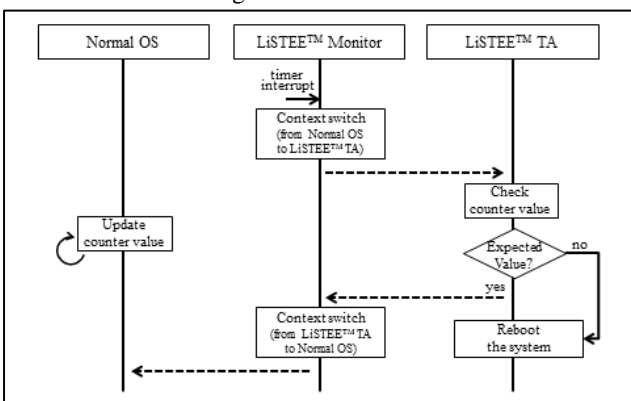 Normal OS
LiSTEE™ Monitor
LiSTEE™ TA
timer
interrupt
Context switch
(from Normal OS
to LiSTEE™ TA)
Check
counter value
Update
counter value
Expected
Value?
no
yes
Context switch
(from LiSTEE™ TA
to Normal OS)
Reboot
the system